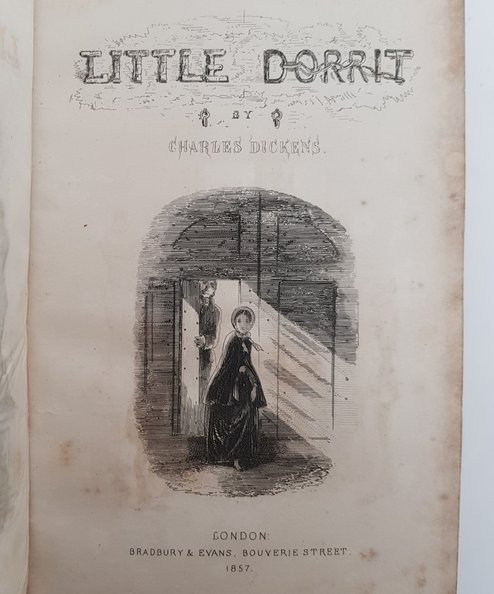 LITTLE DORRIT
BY
CHARLES DICKENS.
LONDON:
BRADBURY & EVANS, BOUVERIE STREET.
1857.